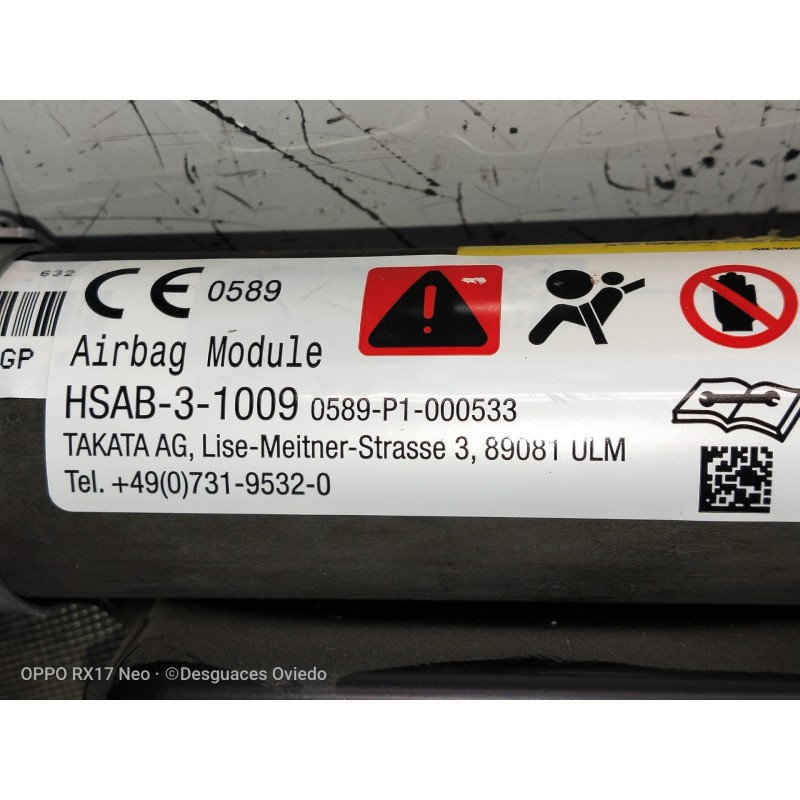 632
CE 0589
GP
Airbag Module
HSAB-3-1009 0589-P1-000533
TAKATA AG, Lise-Meitner-Strasse 3, 89081 ULM
Tel. +49(0)731-9532-0
OPPO RX17 Neo · ©Desguaces Oviedo